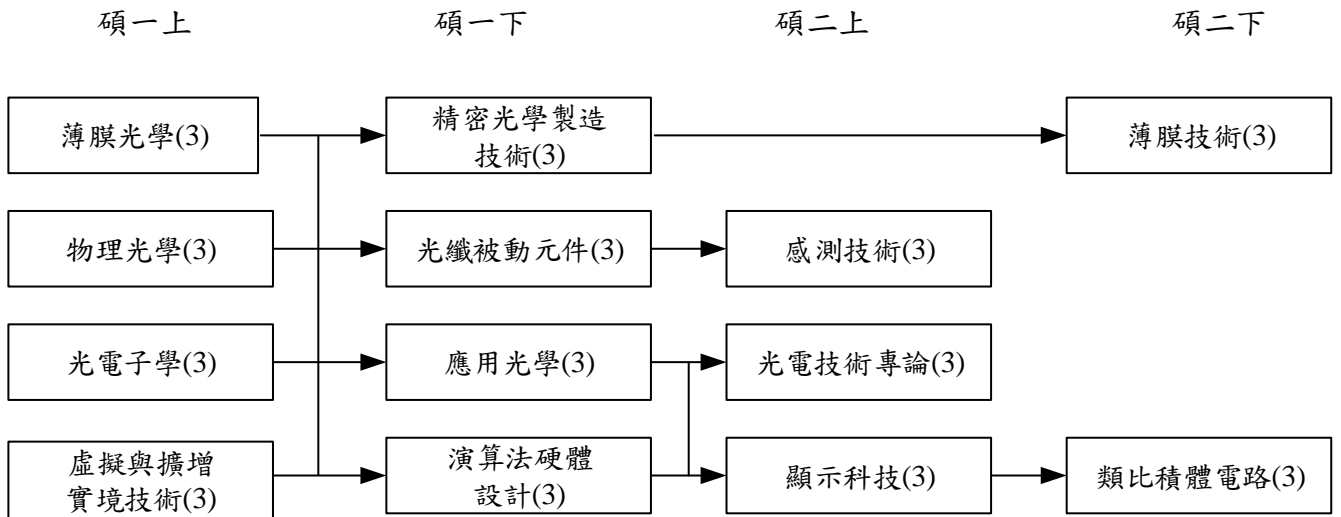 碩一上
碩一下
碩二上
碩二下
薄膜光學(3)
精密光學製造
技術(3)
薄膜技術(3)
物理光學(3)
光纖被動元件(3)
感測技術(3)
光電子學(3)
應用光學(3)
光電技術專論(3)
虛擬與擴增
實境技術(3)
演算法硬體
設計(3)
顯示科技(3)
類比積體電路(3)